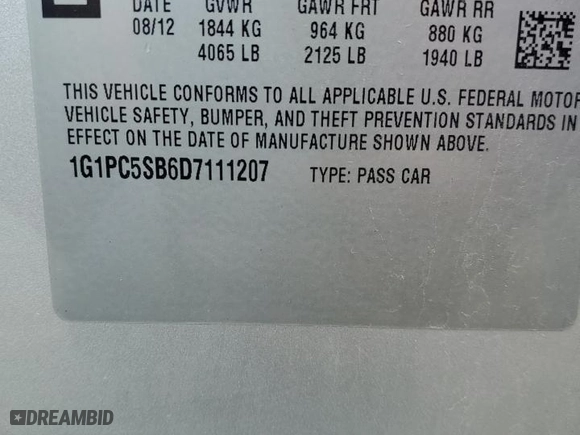 DATE GVWR GAWR FRT GAWR RR
08/12 1844 KG 964 KG 880 KG
4065 LB 2125 LB 1940 LB
THIS VEHICLE CONFORMS TO ALL APPLICABLE U.S. FEDERAL MOTOR
VEHICLE SAFETY, BUMPER, AND THEFT PREVENTION STANDARDS IN
EFFECT ON THE DATE OF MANUFACTURE SHOWN ABOVE.
1G1PC5SB6D7111207 TYPE: PASS CAR
DREAMBID